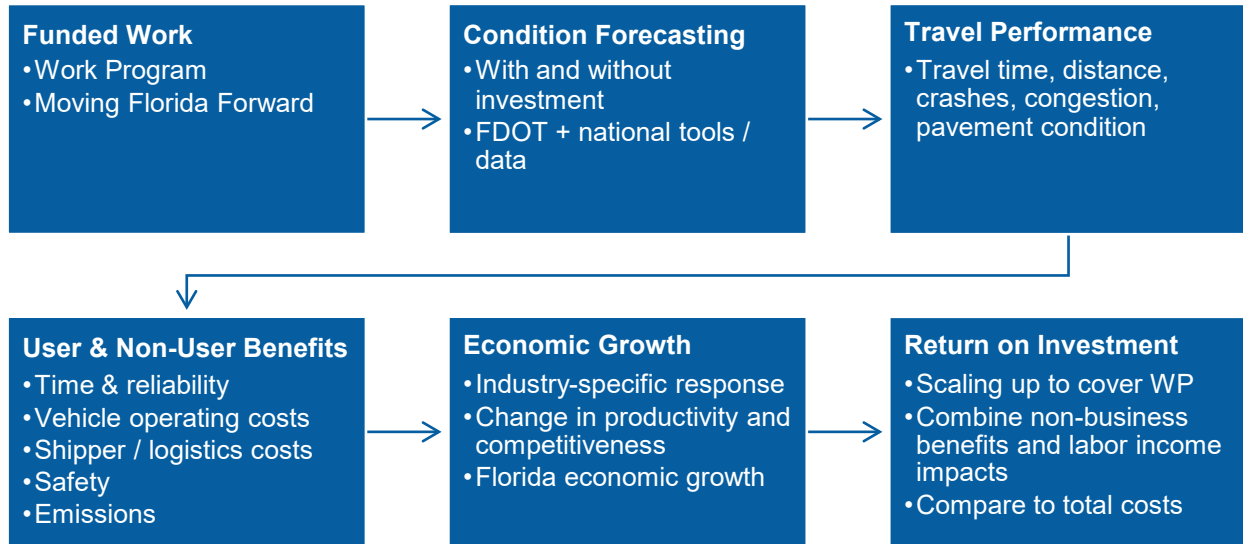 Funded Work
•Work Program
•Moving Florida Forward
Condition Forecasting
•With and without
investment
•FDOT + national tools /
data
Travel Performance
•Travel time, distance,
crashes, congestion,
pavement condition
User & Non-User Benefits
•Time & reliability
•Vehicle operating costs
•Shipper / logistics costs
•Safety
•Emissions
Economic Growth
•Industry-specific response
•Change in productivity and
competitiveness
•Florida economic growth
Return on Investment
•Scaling up to cover WP
•Combine non-business
benefits and labor income
impacts
•Compare to total costs